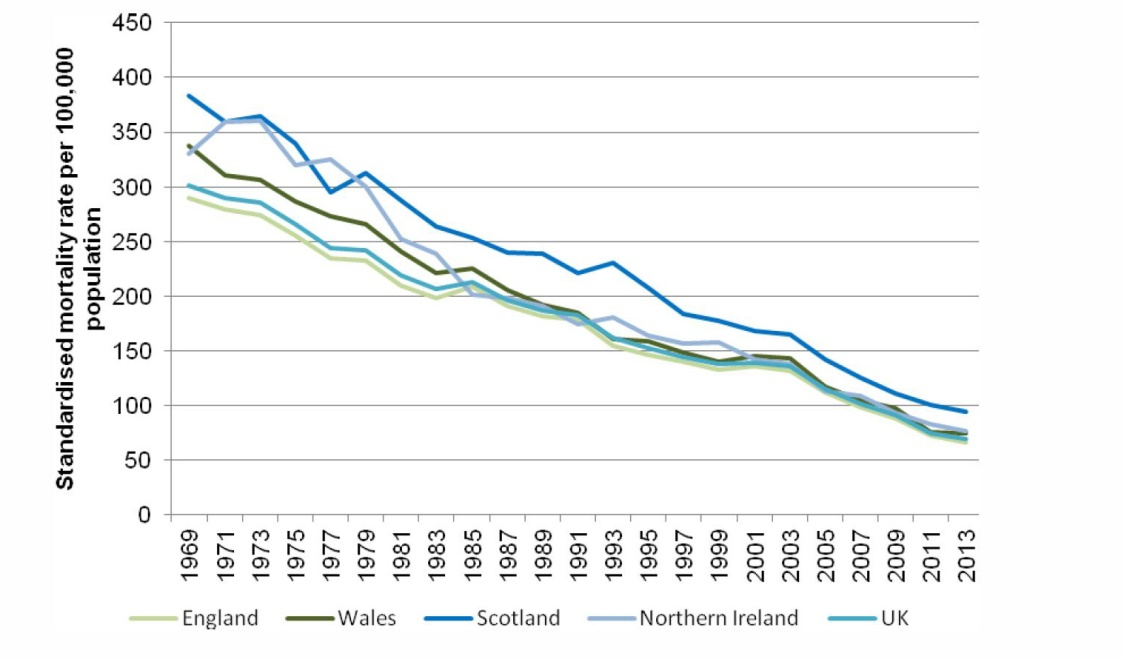 Standardised mortality rate per 100,000
population
450
400
350
300
250
200
150
100
50
0
1969 1971 1973 1975 1977 1979 1981 1983 1985 1987 1989 1991 1993 1995 1997 1999 2001 2003 2005 2007 2009 2011 2013
England Wales Scotland Northern Ireland UK